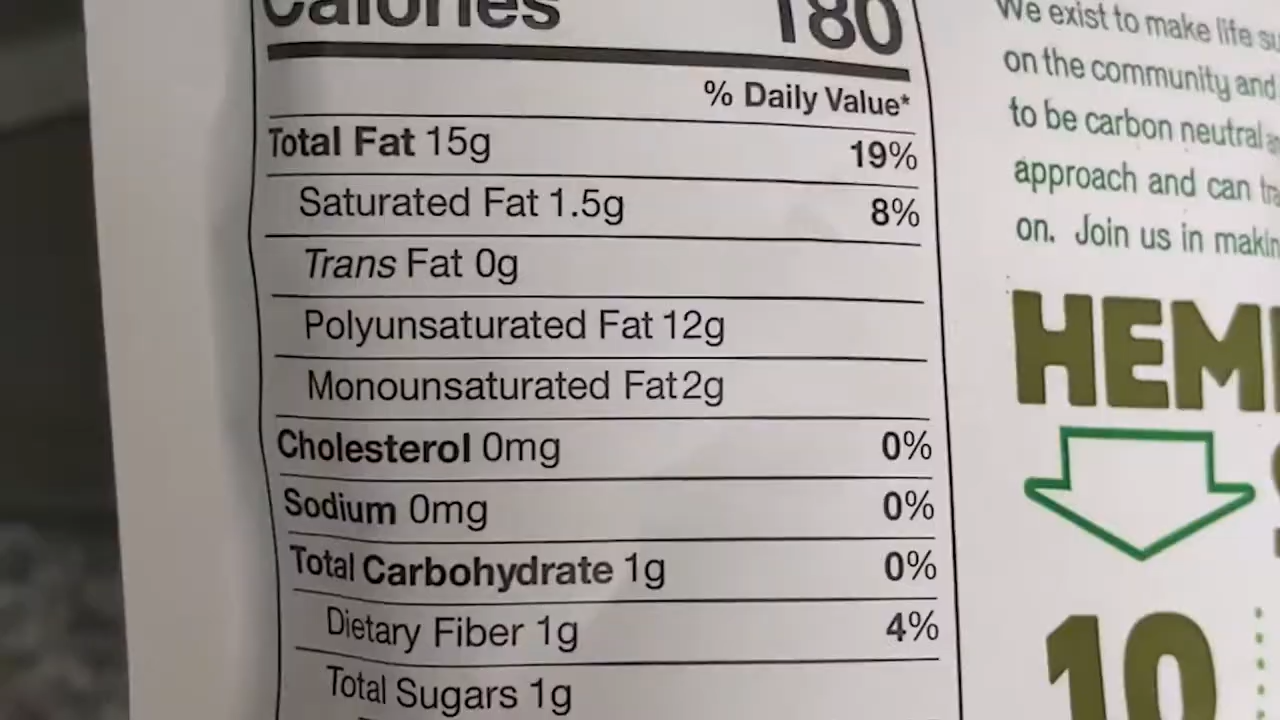 Calories 180
% Daily Value*
Total Fat 15g 19%
Saturated Fat 1.5g 8%
Trans Fat 0g
Polyunsaturated Fat 12g
Monounsaturated Fat 2g
Cholesterol 0mg 0%
Sodium 0mg 0%
Total Carbohydrate 1g 0%
Dietary Fiber 1g 4%
Total Sugars 1g
We exist to make life
on the community and
to be carbon neutral
approach and can
on. Join us in
HEM
10